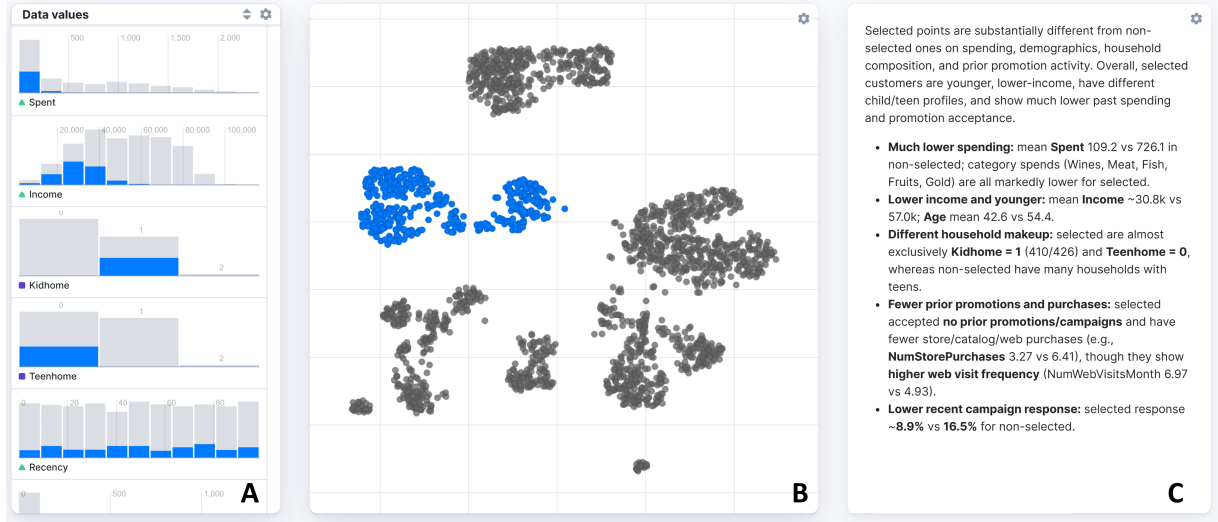 Data values
500 1,000 1,500 2,000
Spent
20,000 40,000 60,000 80,000 100,000
Income
0
1
2
Kidhome
0
1
2
Teenhome
0 20 40 60 80
Recency
0 500 1,000
A
B
Selected points are substantially different from non-
selected ones on spending, demographics, household
composition, and prior promotion activity. Overall, selected
customers are younger, lower-income, have different
child/teen profiles, and show much lower past spending
and promotion acceptance.
• Much lower spending: mean Spent 109.2 vs 726.1 in
non-selected; category spends (Wines, Meat, Fish,
Fruits, Gold) are all markedly lower for selected.
• Lower income and younger: mean Income ~30.8k vs
57.0k; Age mean 42.6 vs 54.4.
• Different household makeup: selected are almost
exclusively Kidhome = 1 (410/426) and Teenhome = 0,
whereas non-selected have many households with
teens.
• Fewer prior promotions and purchases: selected
accepted no prior promotions/campaigns and have
fewer store/catalog/web purchases (e.g.,
NumStorePurchases 3.27 vs 6.41), though they show
higher web visit frequency (NumWebVisitsMonth 6.97
vs 4.93).
• Lower recent campaign response: selected response
~8.9% vs 16.5% for non-selected.
C